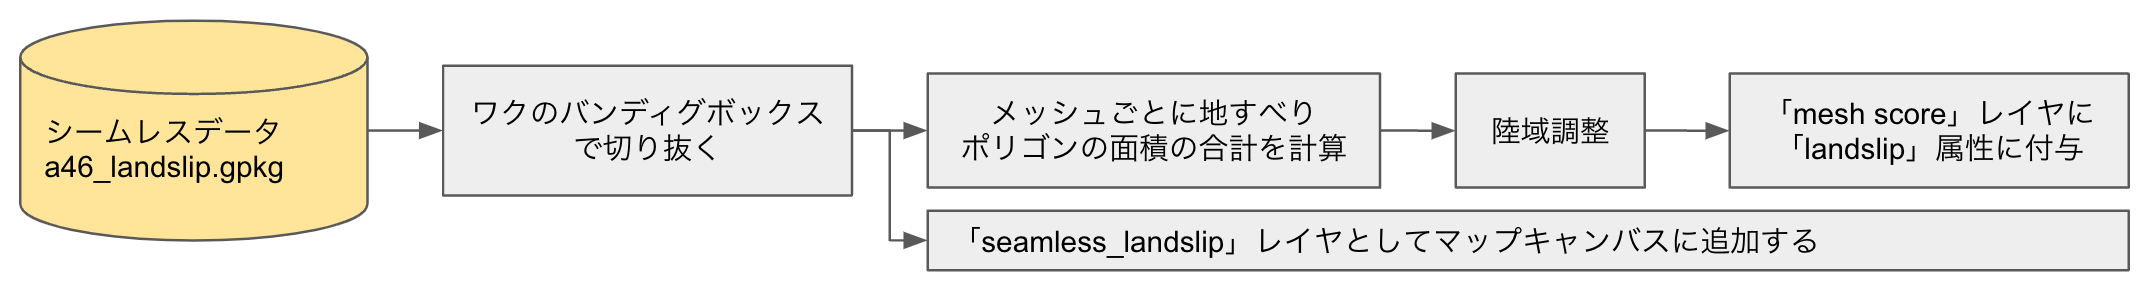 シームレスデータ
a46_landslip.gpkg
ワクのバンディグボックス
で切り抜く
メッシュごとに地すべり
ポリゴンの面積の合計を計算
陸域調整
「mesh score」レイヤに
「landslip」属性に付与
「seamless_landslip」レイヤとしてマップキャンバスに追加する